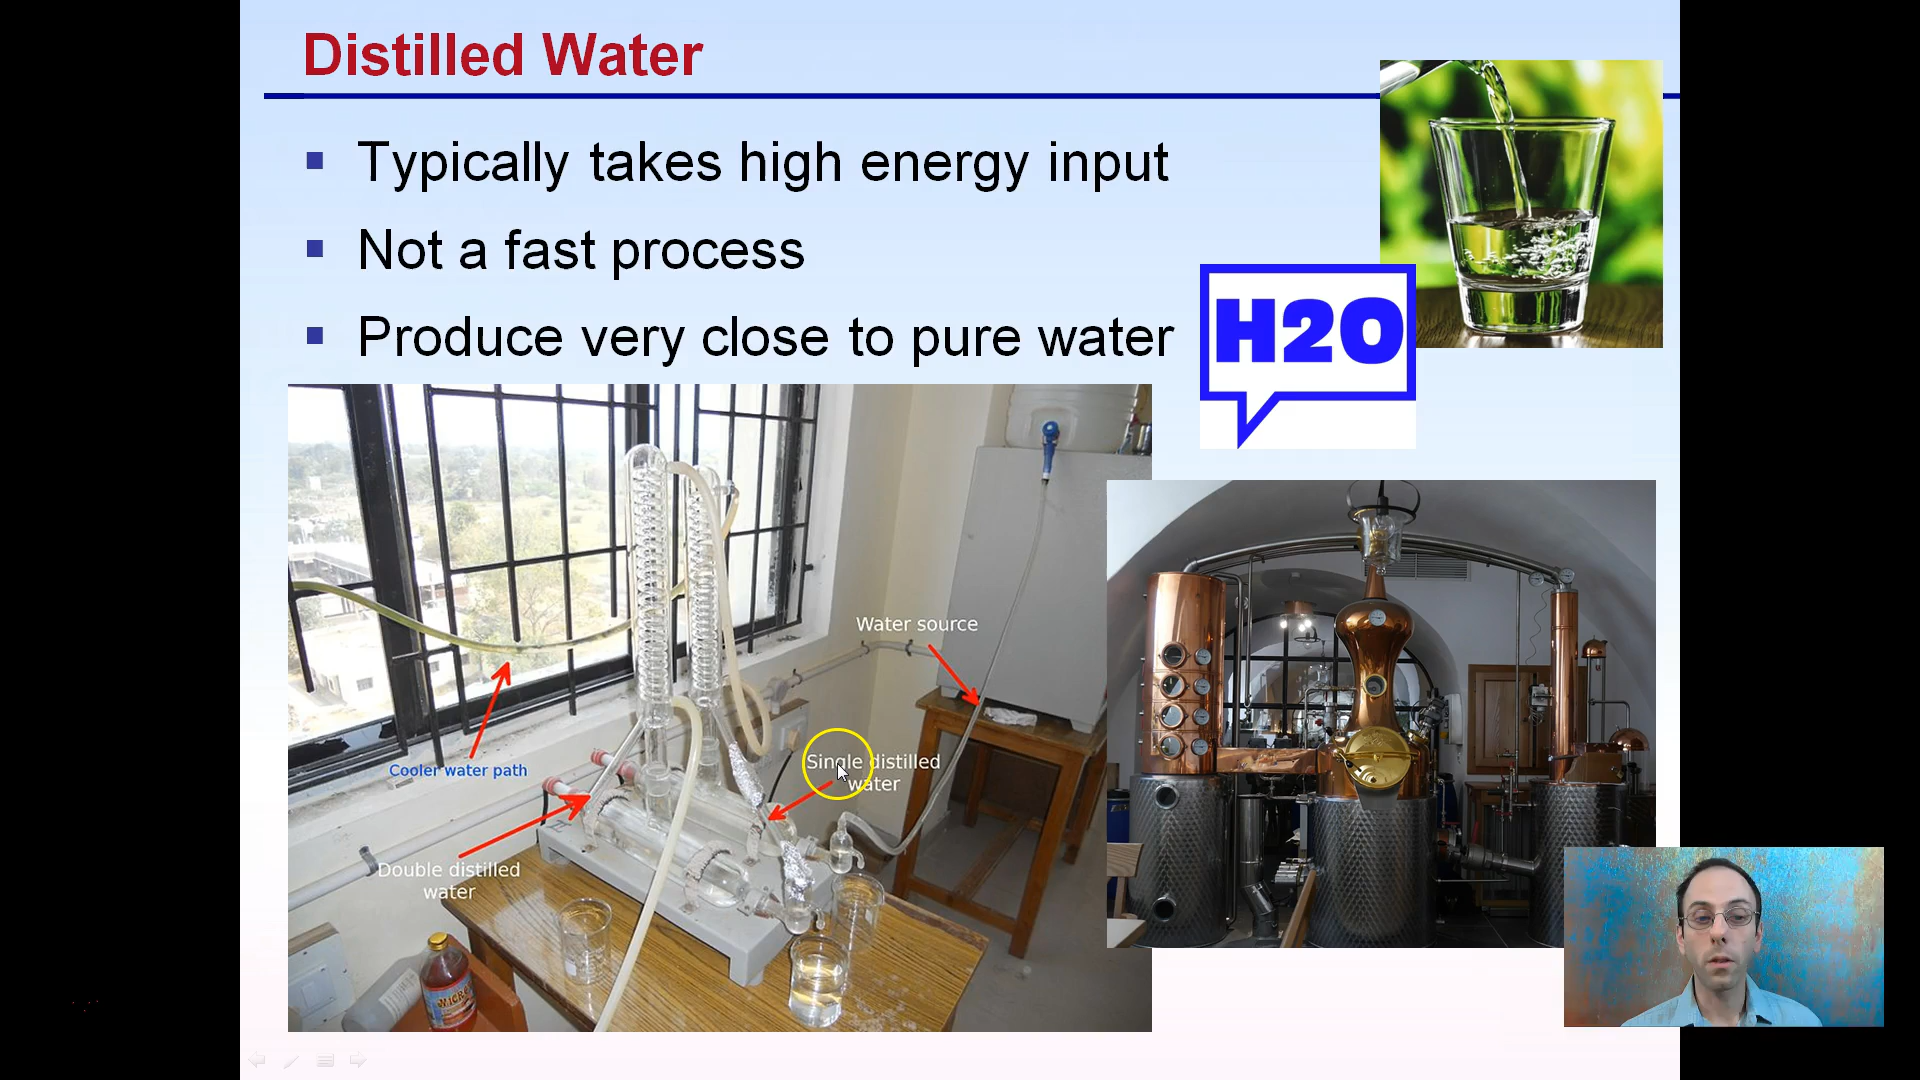 Distilled Water
Typically takes high energy input
Not a fast process
Produce very close to pure water
H2O
Water source
Single distilled
water
Cooler water path
Double distilled
water